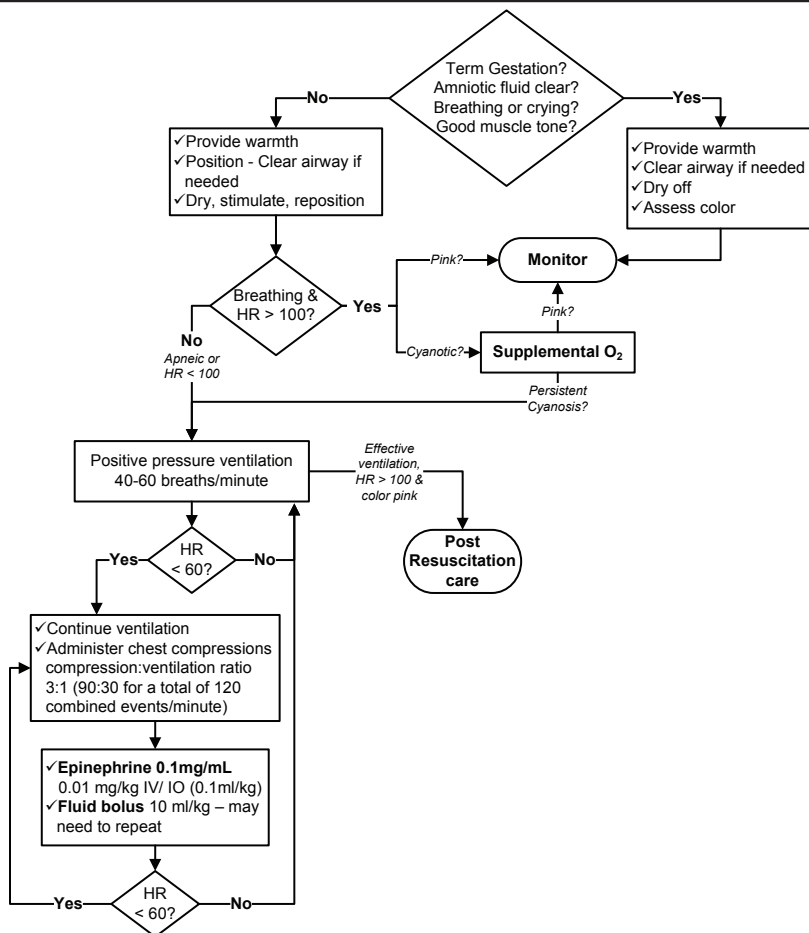 Term Gestation?
Amniotic fluid clear?
Breathing or crying?
Good muscle tone?
No
Yes
✓Provide warmth
✓Position - Clear airway if
needed
✓Dry, stimulate, reposition
✓Provide warmth
✓Clear airway if needed
✓Dry off
✓Assess color
Breathing &
HR > 100?
Yes
Pink?
Monitor
Pink?
Cyanotic?
Supplemental O₂
No
Apneic or
HR < 100
Persistent
Cyanosis?
Positive pressure ventilation
40-60 breaths/minute
Effective
ventilation,
HR > 100 &
color pink
Post
Resuscitation
care
Yes
HR
< 60?
No
✓Continue ventilation
✓Administer chest compressions
compression:ventilation ratio
3:1 (90:30 for a total of 120
combined events/minute)
✓Epinephrine 0.1mg/mL
0.01 mg/kg IV/ IO (0.1ml/kg)
✓Fluid bolus 10 ml/kg – may
need to repeat
Yes
HR
< 60?
No